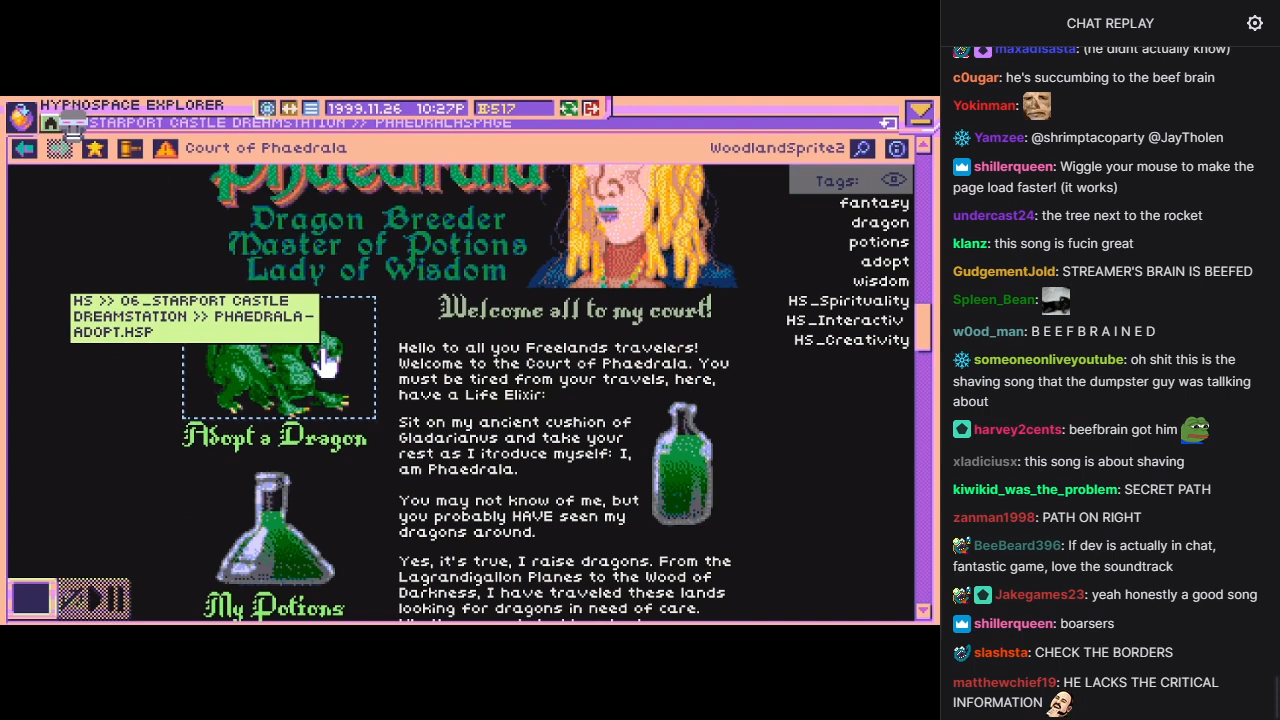 HYPNOSPACE EXPLORER
1999.11.26 10:27P
517
STARPORT CASTLE DREAMSTATION >> PHAEDRALASPAGE
Court of Phaedrala
WoodlandSprite2
Phaedrala
Dragon Breeder
Master of Potions
Lady of Wisdom
Tags:
fantasy
dragon
potions
adopt
wisdom
HS_Spirituality
HS_Interactiv
HS_Creativity
HS >> 06_STARPORT CASTLE
DREAMSTATION >> PHAEDRALA-
ADOPT.HSP
Adopt a Dragon
My Potions
Welcome all to my court!
Hello to all you Freelands travelers!
Welcome to the Court of Phaedrala. You
must be tired from your travels, here,
have a Life Elixir:
Sit on my ancient cushion of
Gladarianus and take your
rest as I itroduce myself: I,
am Phaedrala.
You may not know of me, but
you probably HAVE seen my
dragons around.
Yes, it's true, I raise dragons. From the
Lagrandigallon Planes to the Wood of
Darkness, I have traveled these lands
looking for dragons in need of care.
CHAT REPLAY
maxadisasta: (he didnt actually know)
c0ugar: he's succumbing to the beef brain
Yokinman:
Yamzee: @shrimptacoparty @JayTholen
shillerqueen: Wiggle your mouse to make the
page load faster! (it works)
undercast24: the tree next to the rocket
klanz: this song is fucin great
GudgementJold: STREAMER'S BRAIN IS BEEFED
Spleen_Bean:
w0od_man: B E E F B R A I N E D
someoneonliveyoutube: oh shit this is the
shaving song that the dumpster guy was tallking
about
harvey2cents: beefbrain got him
xladiciusx: this song is about shaving
kiwikid_was_the_problem: SECRET PATH
zanman1998: PATH ON RIGHT
BeeBeard396: If dev is actually in chat,
fantastic game, love the soundtrack
Jakegames23: yeah honestly a good song
shillerqueen: boarsers
slashsta: CHECK THE BORDERS
matthewchief19: HE LACKS THE CRITICAL
INFORMATION